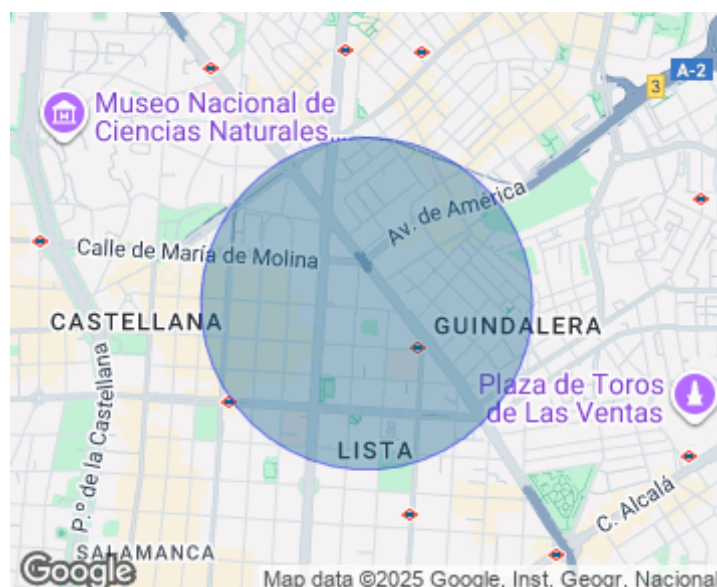 A-2
3
Museo Nacional de
Ciencias Naturales...
Av. de América
Calle de María de Molina
CASTELLANA
GUINDALERA
P.º de la Castellana
Plaza de Toros
de Las Ventas
LISTA
C. Alcalá
SALAMANCA
Google
Map data ©2025 Google, Inst. Geogr. Nacional